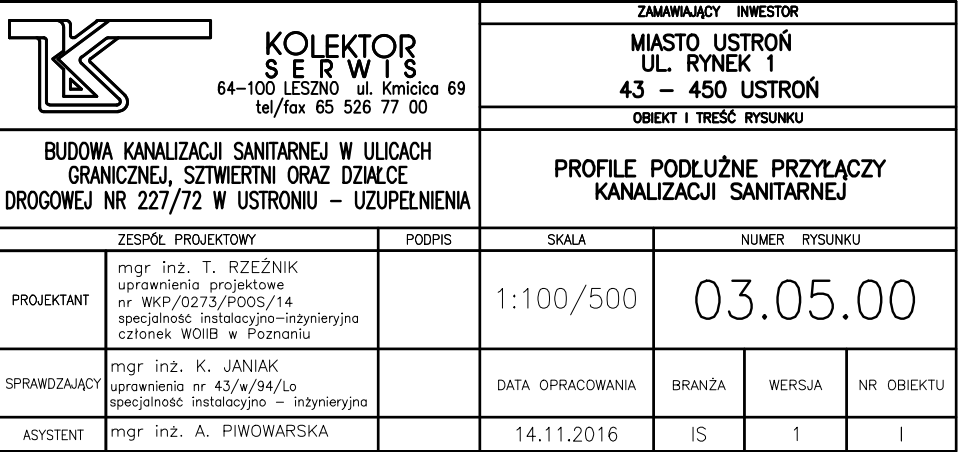 KOLEKTOR
SERWIS
64-100 LESZNO ul. Kmicica 69
tel/fax 65 526 77 00
ZAMAWIAJĄCY INWESTOR
MIASTO USTROŃ
UL. RYNEK 1
43 - 450 USTROŃ
OBIEKT I TREŚĆ RYSUNKU
BUDOWA KANALIZACJI SANITARNEJ W ULICACH
GRANICZNEJ, SZTWIERTNI ORAZ DZIAŁCE
DROGOWEJ NR 227/72 W USTRONIU - UZUPEŁNIENIA
PROFILE PODŁUŻNE PRZYŁĄCZY
KANALIZACJI SANITARNEJ
ZESPÓŁ PROJEKTOWY
PODPIS
SKALA
NUMER RYSUNKU
PROJEKTANT
mgr inż. T. RZEŹNIK
uprawnienia projektowe
nr WKP/0273/POOS/14
specjalność instalacyjno-inżynieryjna
członek WOIIB w Poznaniu
1:100/500
03.05.00
SPRAWDZAJĄCY
mgr inż. K. JANIAK
uprawnienia nr 43/w/94/Lo
specjalność instalacyjno - inżynieryjna
DATA OPRACOWANIA
BRANŻA
WERSJA
NR OBIEKTU
ASYSTENT
mgr inż. A. PIWOWARSKA
14.11.2016
IS
1
I